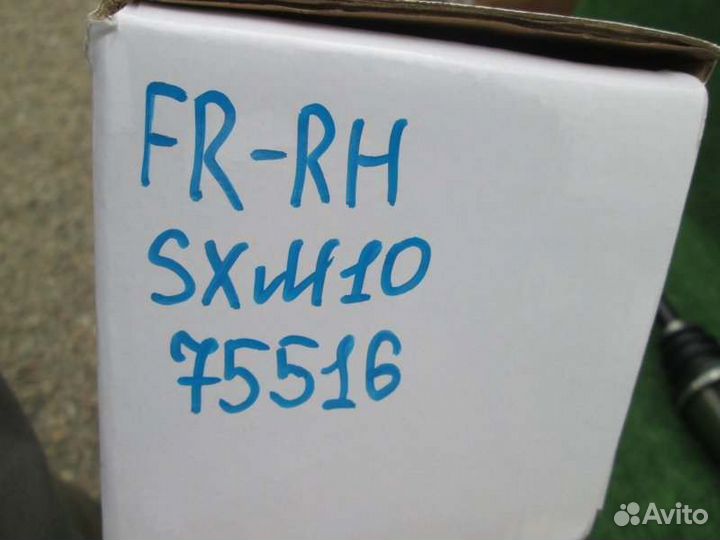 FR-RH
SXM10
75516
Avito